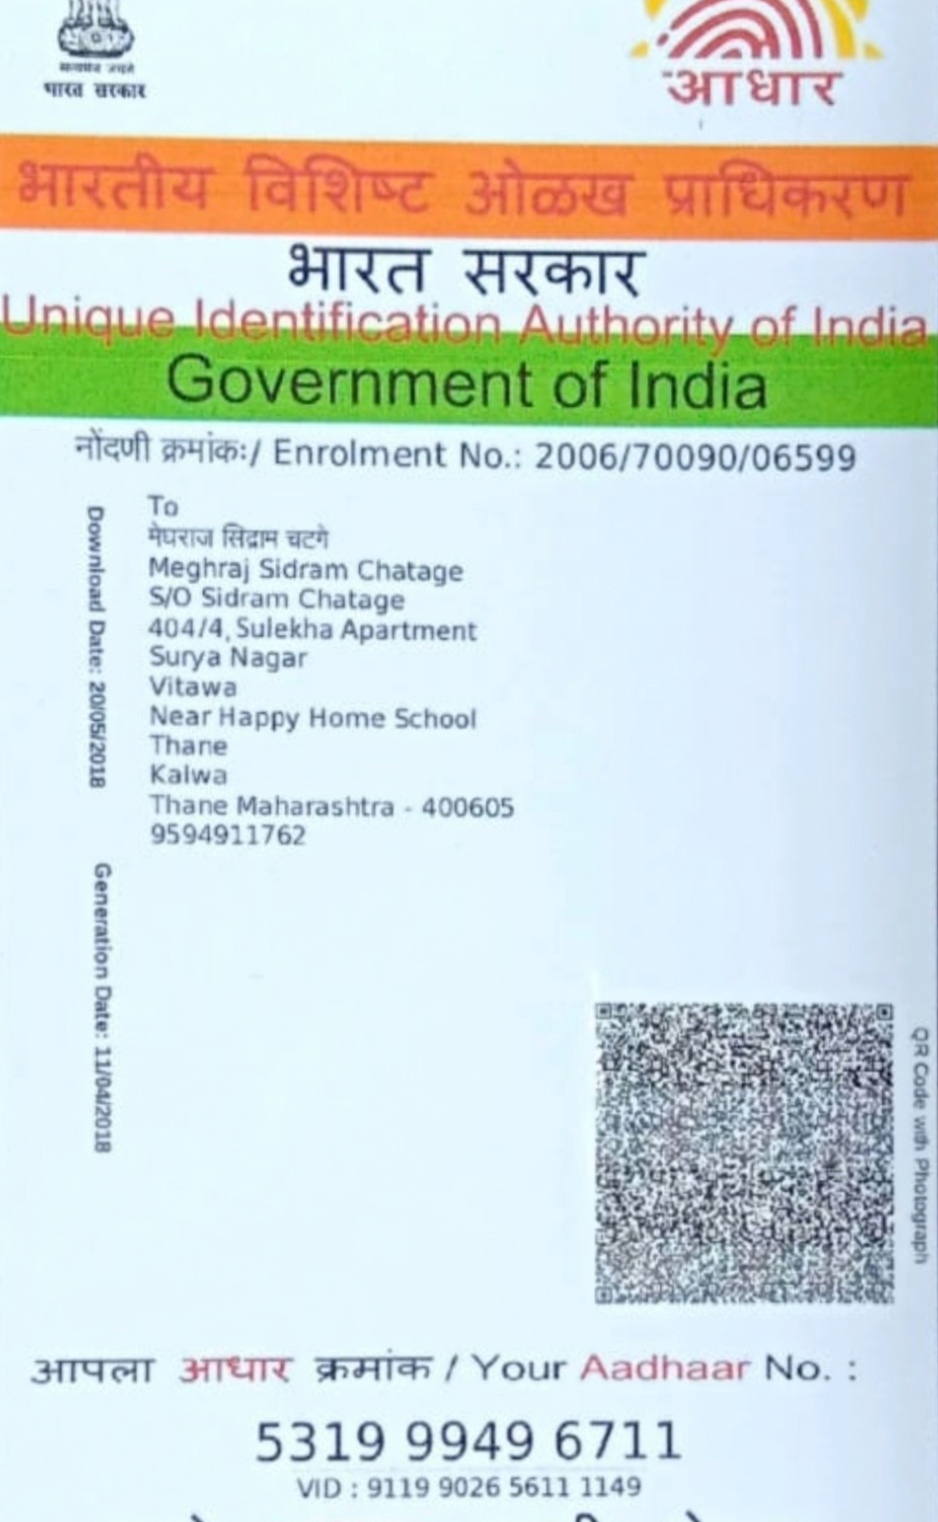 भारत सरकार
आधार
भारतीय विशिष्ट ओळख प्राधिकरण
भारत सरकार
Unique Identification Authority of India
Government of India
नोंदणी क्रमांकः/ Enrolment No.: 2006/70090/06599
To
मेघराज सिद्राम चटगे
Meghraj Sidram Chatage
S/O Sidram Chatage
404/4, Sulekha Apartment
Surya Nagar
Vitawa
Near Happy Home School
Thane
Kalwa
Thane Maharashtra - 400605
9594911762
Download Date: 20/05/2018
Generation Date: 11/04/2018
QR Code with Photograph
आपला आधार क्रमांक / Your Aadhaar No. :
5319 9949 6711
VID : 9119 9026 5611 1149